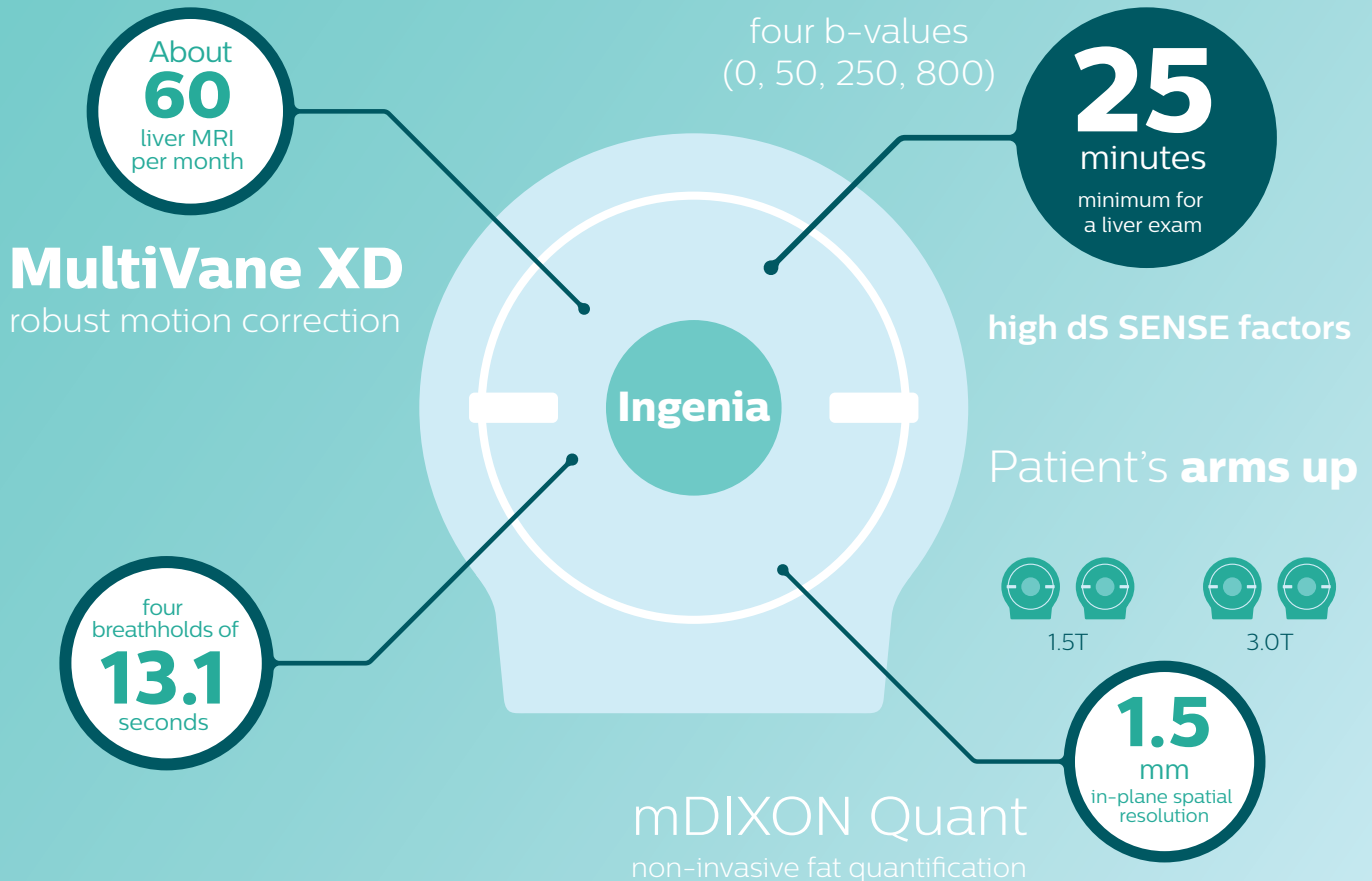 About
60
liver MRI
per month
four b-values
(0, 50, 250, 800)
25
minutes
minimum for
a liver exam
MultiVane XD
robust motion correction
high dS SENSE factors
Ingenia
Patient's arms up
1.5T
3.0T
four
breathholds of
13.1
seconds
1.5
mm
in-plane spatial
resolution
mDIXON Quant
non-invasive fat quantification